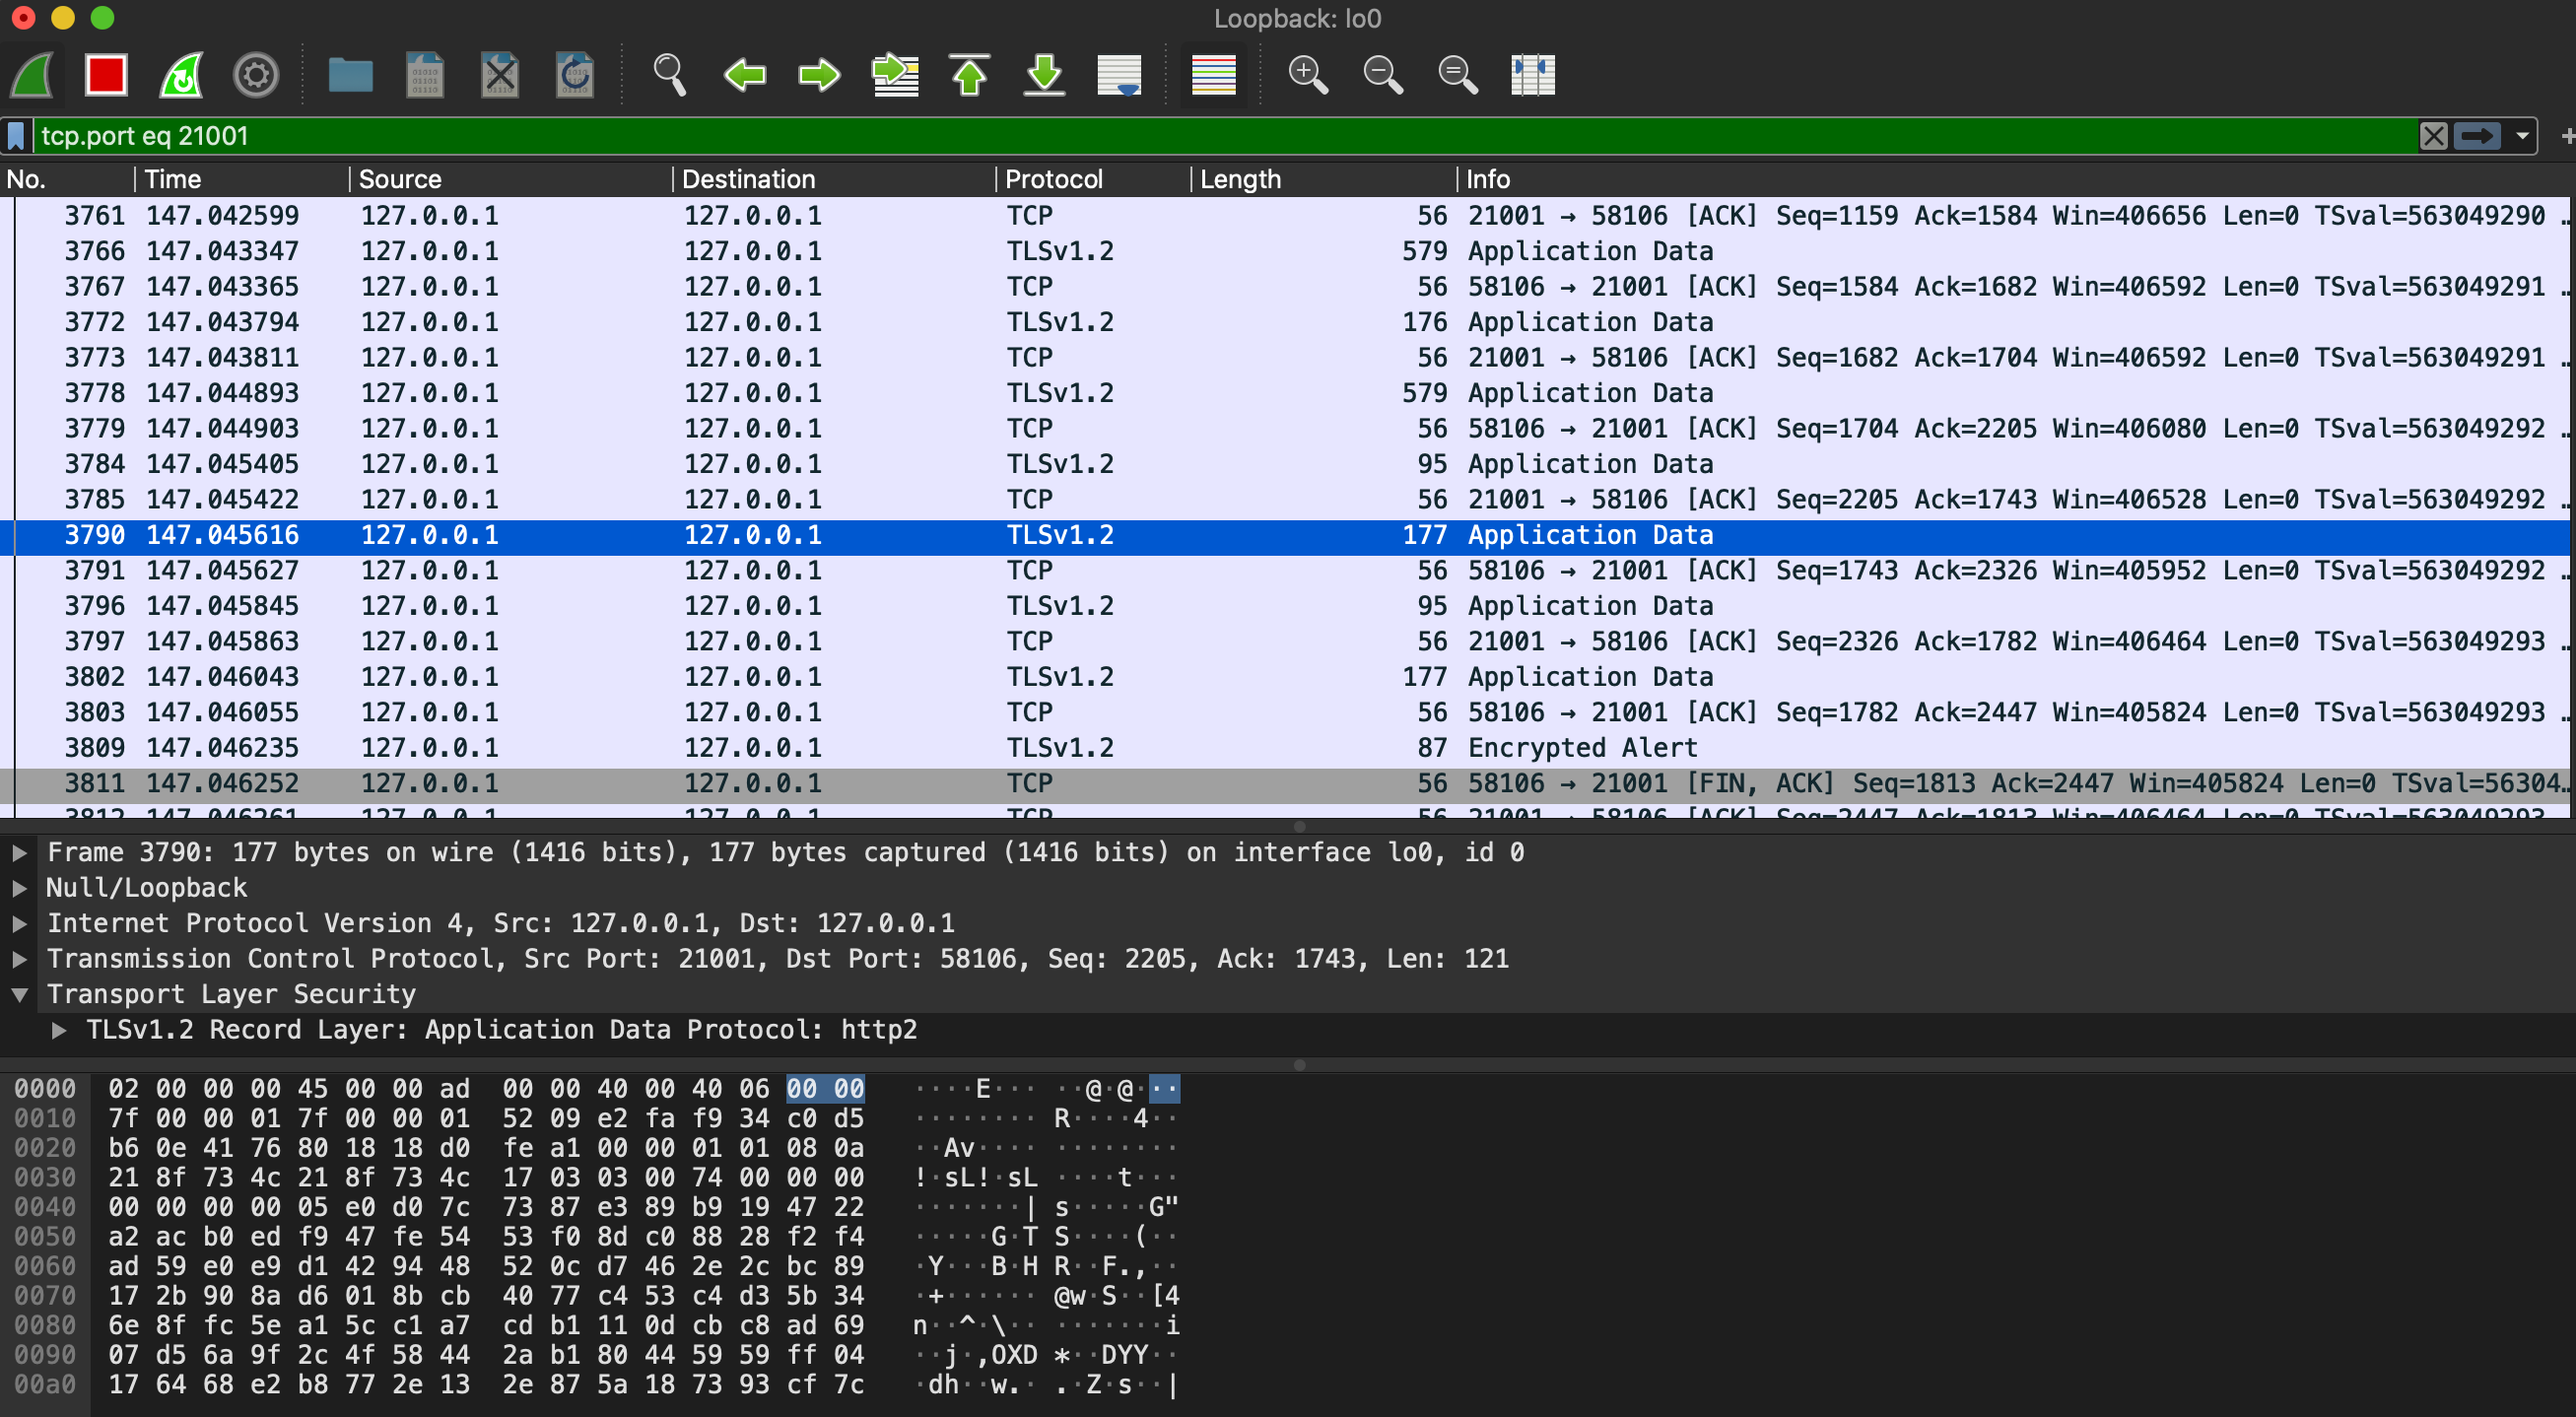 Loopback: lo0
tcp.port eq 21001
No. Time Source Destination Protocol Length Info
3761 147.042599 127.0.0.1 127.0.0.1 TCP 56 21001 → 58106 [ACK] Seq=1159 Ack=1584 Win=406656 Len=0 TSval=563049290 …
3766 147.043347 127.0.0.1 127.0.0.1 TLSv1.2 579 Application Data
3767 147.043365 127.0.0.1 127.0.0.1 TCP 56 58106 → 21001 [ACK] Seq=1584 Ack=1682 Win=406592 Len=0 TSval=563049291 …
3772 147.043794 127.0.0.1 127.0.0.1 TLSv1.2 176 Application Data
3773 147.043811 127.0.0.1 127.0.0.1 TCP 56 21001 → 58106 [ACK] Seq=1682 Ack=1704 Win=406592 Len=0 TSval=563049291 …
3778 147.044893 127.0.0.1 127.0.0.1 TLSv1.2 579 Application Data
3779 147.044903 127.0.0.1 127.0.0.1 TCP 56 58106 → 21001 [ACK] Seq=1704 Ack=2205 Win=406080 Len=0 TSval=563049292 …
3784 147.045405 127.0.0.1 127.0.0.1 TLSv1.2 95 Application Data
3785 147.045422 127.0.0.1 127.0.0.1 TCP 56 21001 → 58106 [ACK] Seq=2205 Ack=1743 Win=406528 Len=0 TSval=563049292 …
3790 147.045616 127.0.0.1 127.0.0.1 TLSv1.2 177 Application Data
3791 147.045627 127.0.0.1 127.0.0.1 TCP 56 58106 → 21001 [ACK] Seq=1743 Ack=2326 Win=405952 Len=0 TSval=563049292 …
3796 147.045845 127.0.0.1 127.0.0.1 TLSv1.2 95 Application Data
3797 147.045863 127.0.0.1 127.0.0.1 TCP 56 21001 → 58106 [ACK] Seq=2326 Ack=1782 Win=406464 Len=0 TSval=563049293 …
3802 147.046043 127.0.0.1 127.0.0.1 TLSv1.2 177 Application Data
3803 147.046055 127.0.0.1 127.0.0.1 TCP 56 58106 → 21001 [ACK] Seq=1782 Ack=2447 Win=405824 Len=0 TSval=563049293 …
3809 147.046235 127.0.0.1 127.0.0.1 TLSv1.2 87 Encrypted Alert
3811 147.046252 127.0.0.1 127.0.0.1 TCP 56 58106 → 21001 [FIN, ACK] Seq=1813 Ack=2447 Win=405824 Len=0 TSval=56304…
3812 147.046261 127.0.0.1 127.0.0.1 TCP 56 21001 → 58106 [ACK] Seq=2447 Ack=1813 Win=406464 Len=0 TSval=563049293
Frame 3790: 177 bytes on wire (1416 bits), 177 bytes captured (1416 bits) on interface lo0, id 0
Null/Loopback
Internet Protocol Version 4, Src: 127.0.0.1, Dst: 127.0.0.1
Transmission Control Protocol, Src Port: 21001, Dst Port: 58106, Seq: 2205, Ack: 1743, Len: 121
Transport Layer Security
TLSv1.2 Record Layer: Application Data Protocol: http2
0000 02 00 00 00 45 00 00 ad 00 00 40 00 40 06 00 00 ····E··· ··@·@···
0010 7f 00 00 01 7f 00 00 01 52 09 e2 fa f9 34 c0 d5 ········ R····4··
0020 b6 0e 41 76 80 18 18 d0 fe a1 00 00 01 01 08 0a ··Av···· ········
0030 21 8f 73 4c 21 8f 73 4c 17 03 03 00 74 00 00 00 !·sL!·sL ····t···
0040 00 00 00 00 05 e0 d0 7c 73 87 e3 89 b9 19 47 22 ·······| s·····G"
0050 a2 ac b0 ed f9 47 fe 54 53 f0 8d c0 88 28 f2 f4 ·····G·T S····(··
0060 ad 59 e0 e9 d1 42 94 48 52 0c d7 46 2e 2c bc 89 ·Y···B·H R··F.,··
0070 17 2b 90 8a d6 01 8b cb 40 77 c4 53 c4 d3 5b 34 ·+······ @w·S··[4
0080 6e 8f fc 5e a1 5c c1 a7 cd b1 11 0d cb c8 ad 69 n··^·\·· ·······i
0090 07 d5 6a 9f 2c 4f 58 44 2a b1 80 44 59 59 ff 04 ··j·,OXD *··DYY··
00a0 17 64 68 e2 b8 77 2e 13 2e 87 5a 18 73 93 cf 7c ·dh··w.· .·Z·s··|